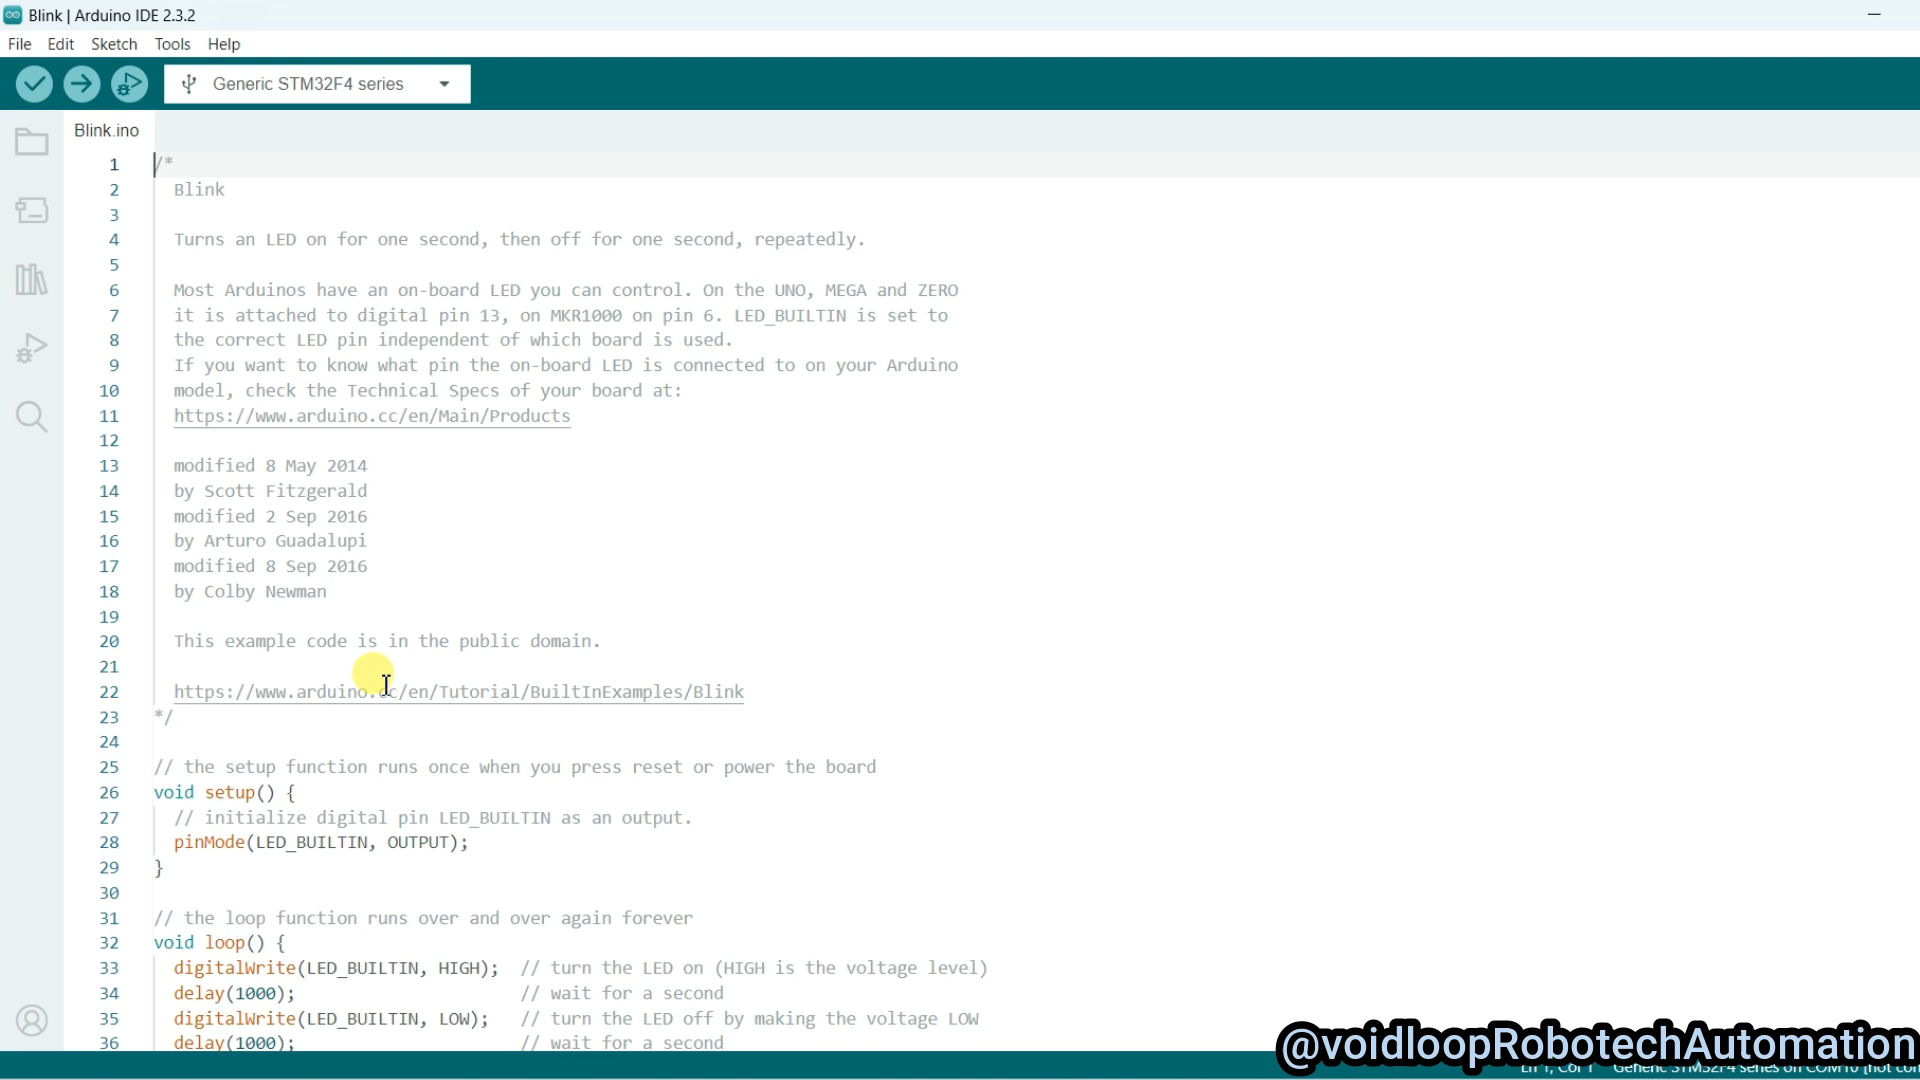 Blink | Arduino IDE 2.3.2
File Edit Sketch Tools Help
Generic STM32F4 series
Blink.ino
1 /*
2 Blink
3
4 Turns an LED on for one second, then off for one second, repeatedly.
5
6 Most Arduinos have an on-board LED you can control. On the UNO, MEGA and ZERO
7 it is attached to digital pin 13, on MKR1000 on pin 6. LED_BUILTIN is set to
8 the correct LED pin independent of which board is used.
9 If you want to know what pin the on-board LED is connected to on your Arduino
10 model, check the Technical Specs of your board at:
11 https://www.arduino.cc/en/Main/Products
12
13 modified 8 May 2014
14 by Scott Fitzgerald
15 modified 2 Sep 2016
16 by Arturo Guadalupi
17 modified 8 Sep 2016
18 by Colby Newman
19
20 This example code is in the public domain.
21
22 https://www.arduino.cc/en/Tutorial/BuiltInExamples/Blink
23 */
24
25 // the setup function runs once when you press reset or power the board
26 void setup() {
27 // initialize digital pin LED_BUILTIN as an output.
28 pinMode(LED_BUILTIN, OUTPUT);
29 }
30
31 // the loop function runs over and over again forever
32 void loop() {
33 digitalWrite(LED_BUILTIN, HIGH); // turn the LED on (HIGH is the voltage level)
34 delay(1000); // wait for a second
35 digitalWrite(LED_BUILTIN, LOW); // turn the LED off by making the voltage LOW
36 delay(1000); // wait for a second
@voidloopRobotechAutomation
Ln 1, Col 1 Generic STM32F4 series on COM10 [not